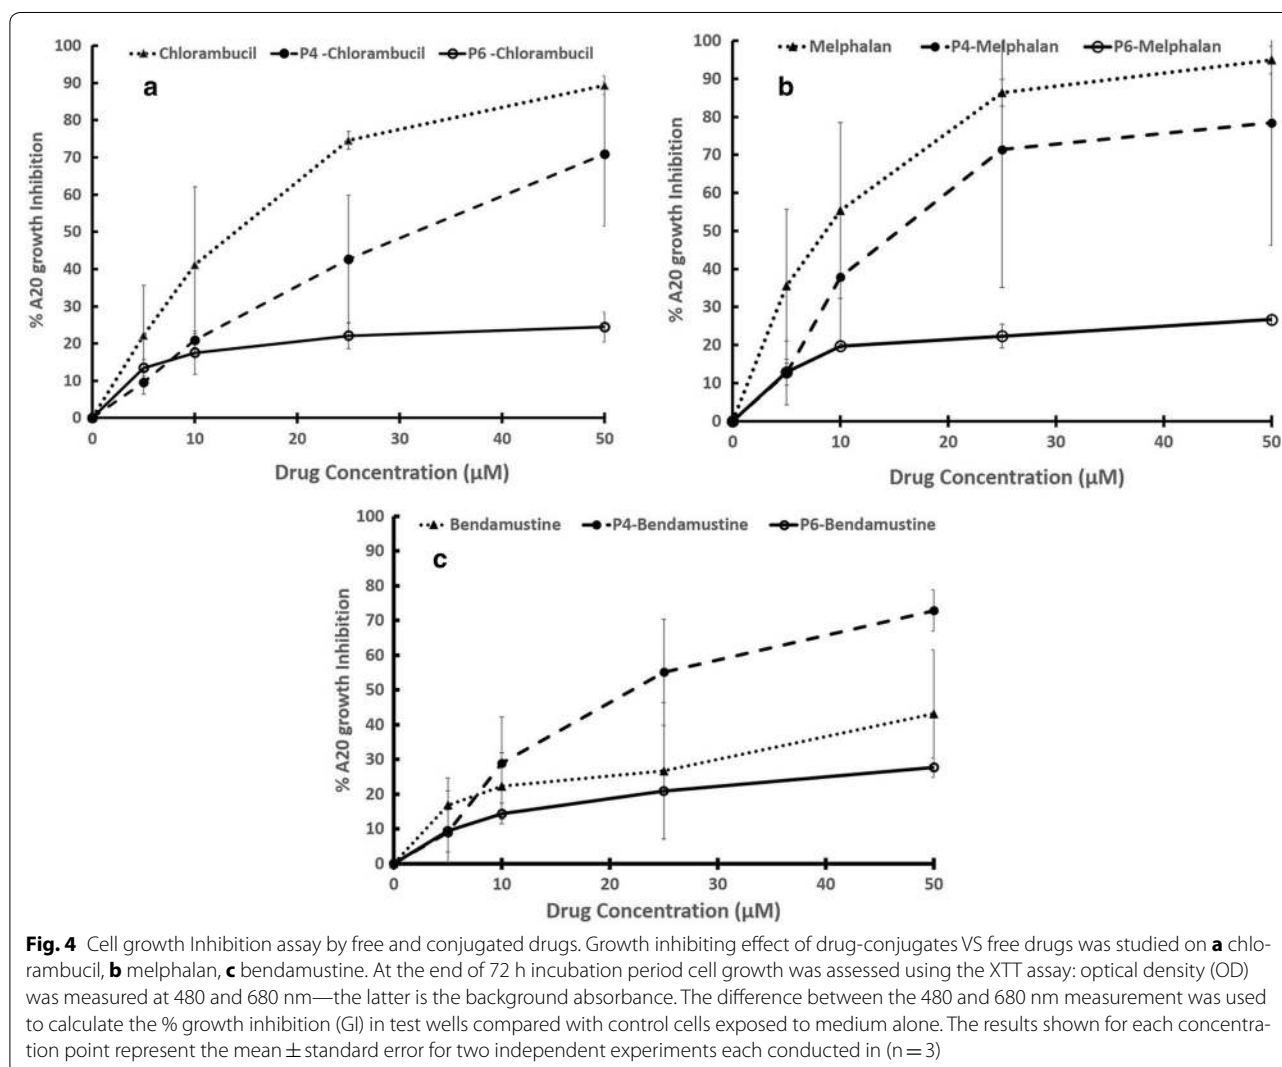 Chlorambucil P4 -Chlorambucil P6 -Chlorambucil
a
100
90
80
70
60
50
40
30
20
10
0
% A20 growth Inhibition
0 10 20 30 40 50
Drug Concentration (µM)
Melphalan P4-Melphalan P6-Melphalan
b
100
90
80
70
60
50
40
30
20
10
0
% A20 growth Inhibition
0 10 20 30 40 50
Drug Concentration (µM)
Bendamustine P4-Bendamustine P6-Bendamustine
c
100
90
80
70
60
50
40
30
20
10
0
% A20 growth Inhibition
0 10 20 30 40 50
Drug Concentration (µM)
Fig. 4 Cell growth Inhibition assay by free and conjugated drugs. Growth inhibiting effect of drug-conjugates VS free drugs was studied on a chlo-
rambucil, b melphalan, c bendamustine. At the end of 72 h incubation period cell growth was assessed using the XTT assay: optical density (OD)
was measured at 480 and 680 nm—the latter is the background absorbance. The difference between the 480 and 680 nm measurement was used
to calculate the % growth inhibition (GI) in test wells compared with control cells exposed to medium alone. The results shown for each concentra-
tion point represent the mean ± standard error for two independent experiments each conducted in (n = 3)